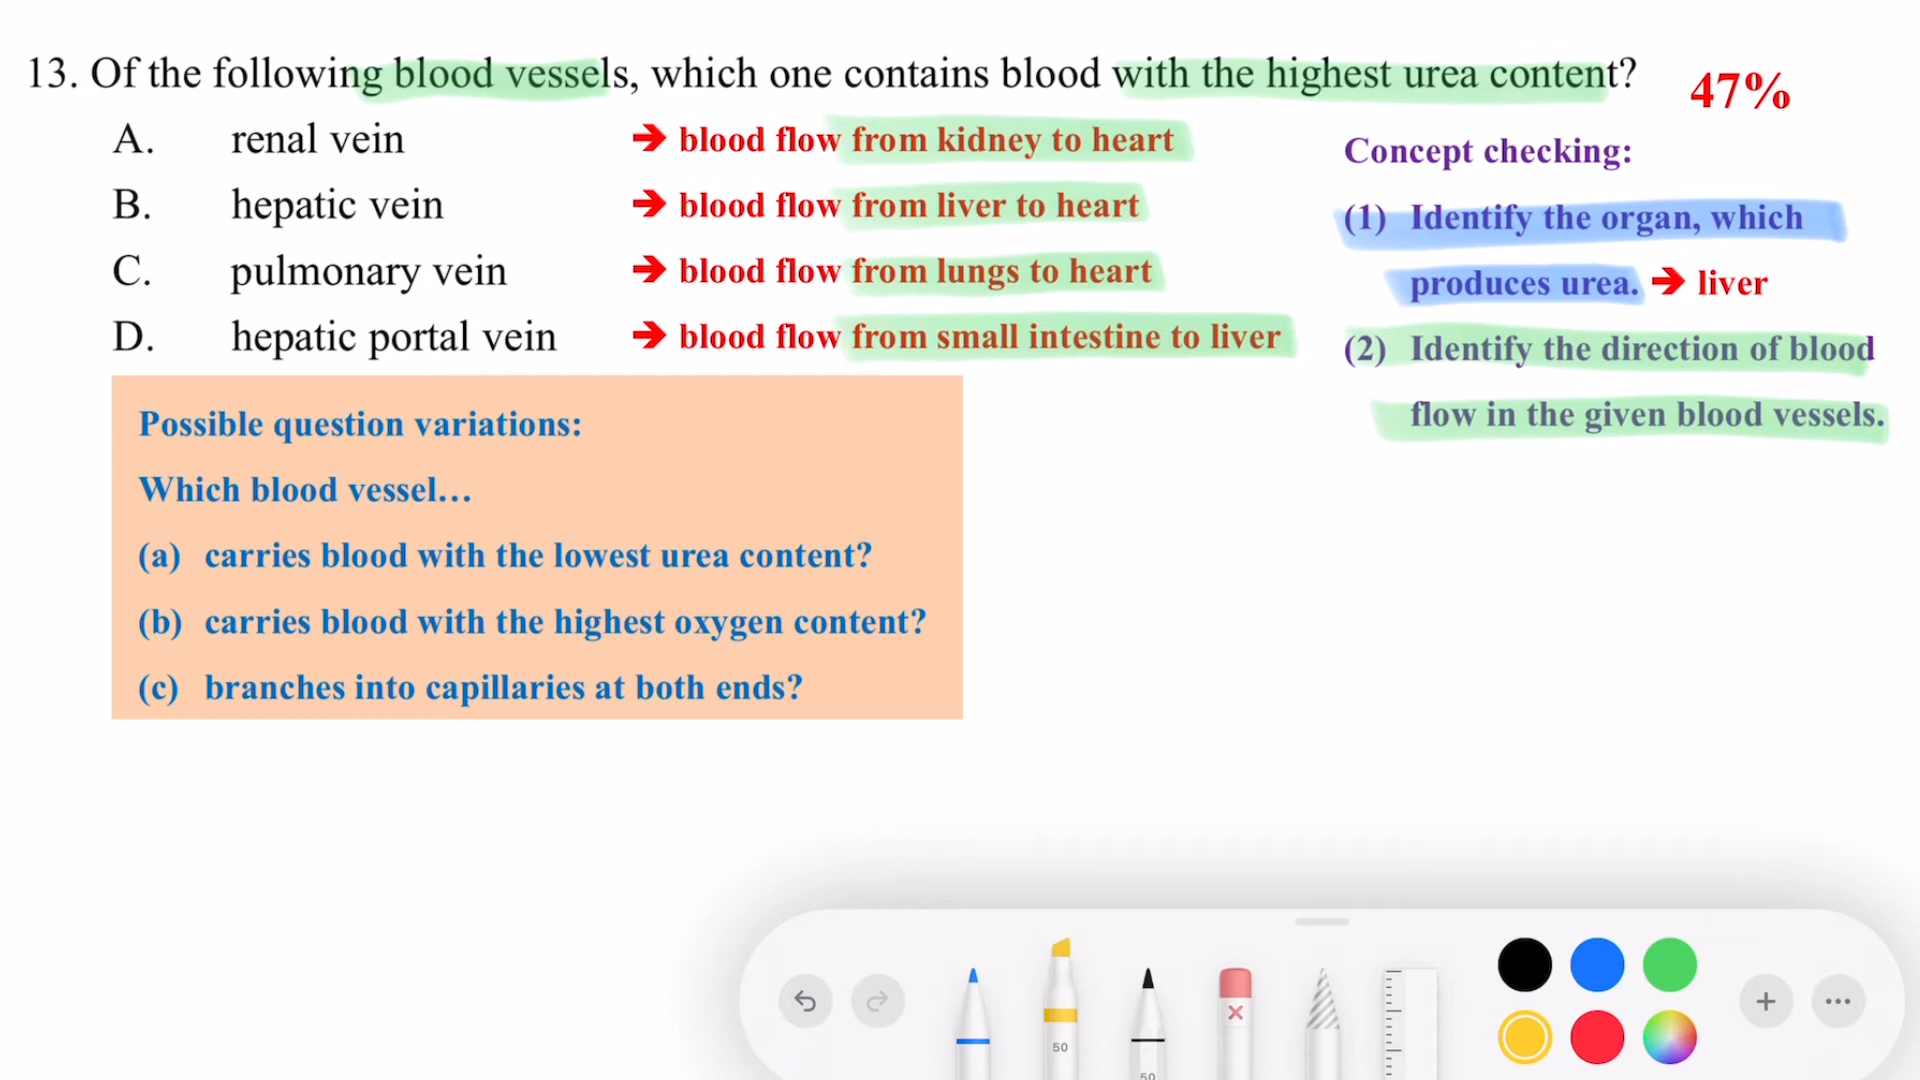 13. Of the following blood vessels, which one contains blood with the highest urea content?
47%
A. renal vein ➔ blood flow from kidney to heart
B. hepatic vein ➔ blood flow from liver to heart
C. pulmonary vein ➔ blood flow from lungs to heart
D. hepatic portal vein ➔ blood flow from small intestine to liver
Concept checking:
(1) Identify the organ, which
produces urea. ➔ liver
(2) Identify the direction of blood
flow in the given blood vessels.
Possible question variations:
Which blood vessel...
(a) carries blood with the lowest urea content?
(b) carries blood with the highest oxygen content?
(c) branches into capillaries at both ends?
50
50